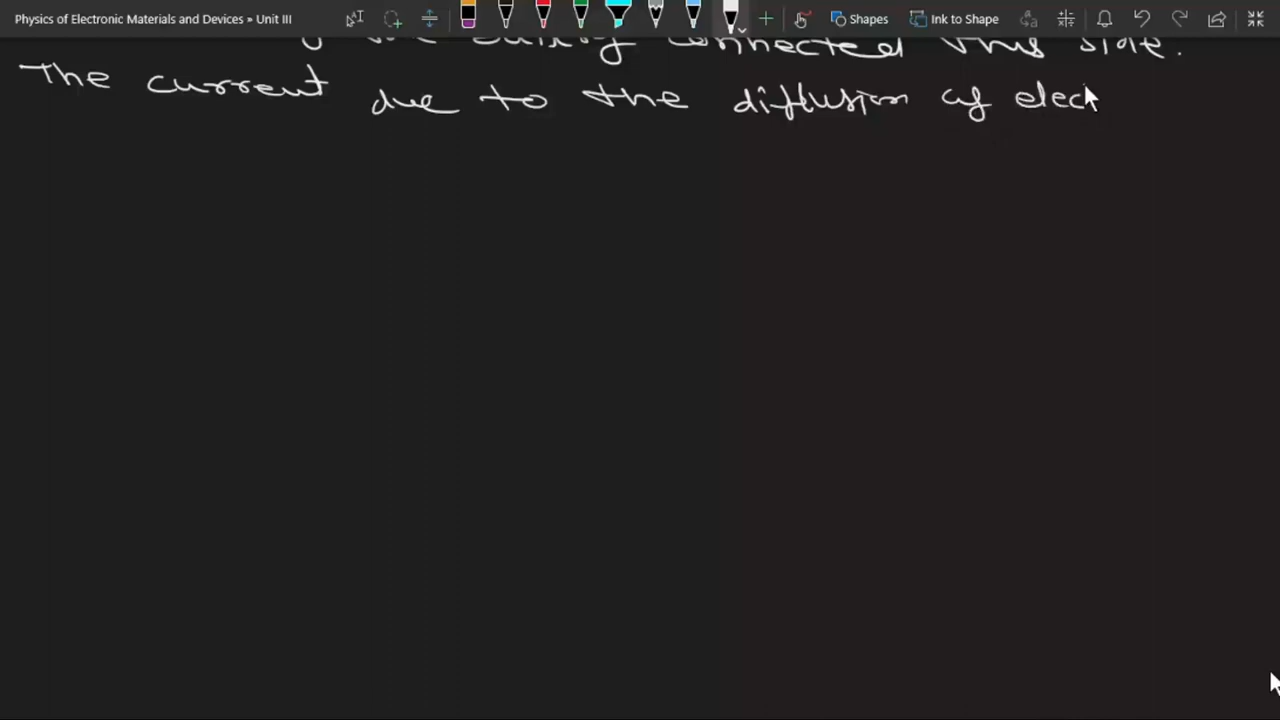 Physics of Electronic Materials and Devices » Unit III
Shapes
Ink to Shape
connected this side.
The current due to the diffusion of elec